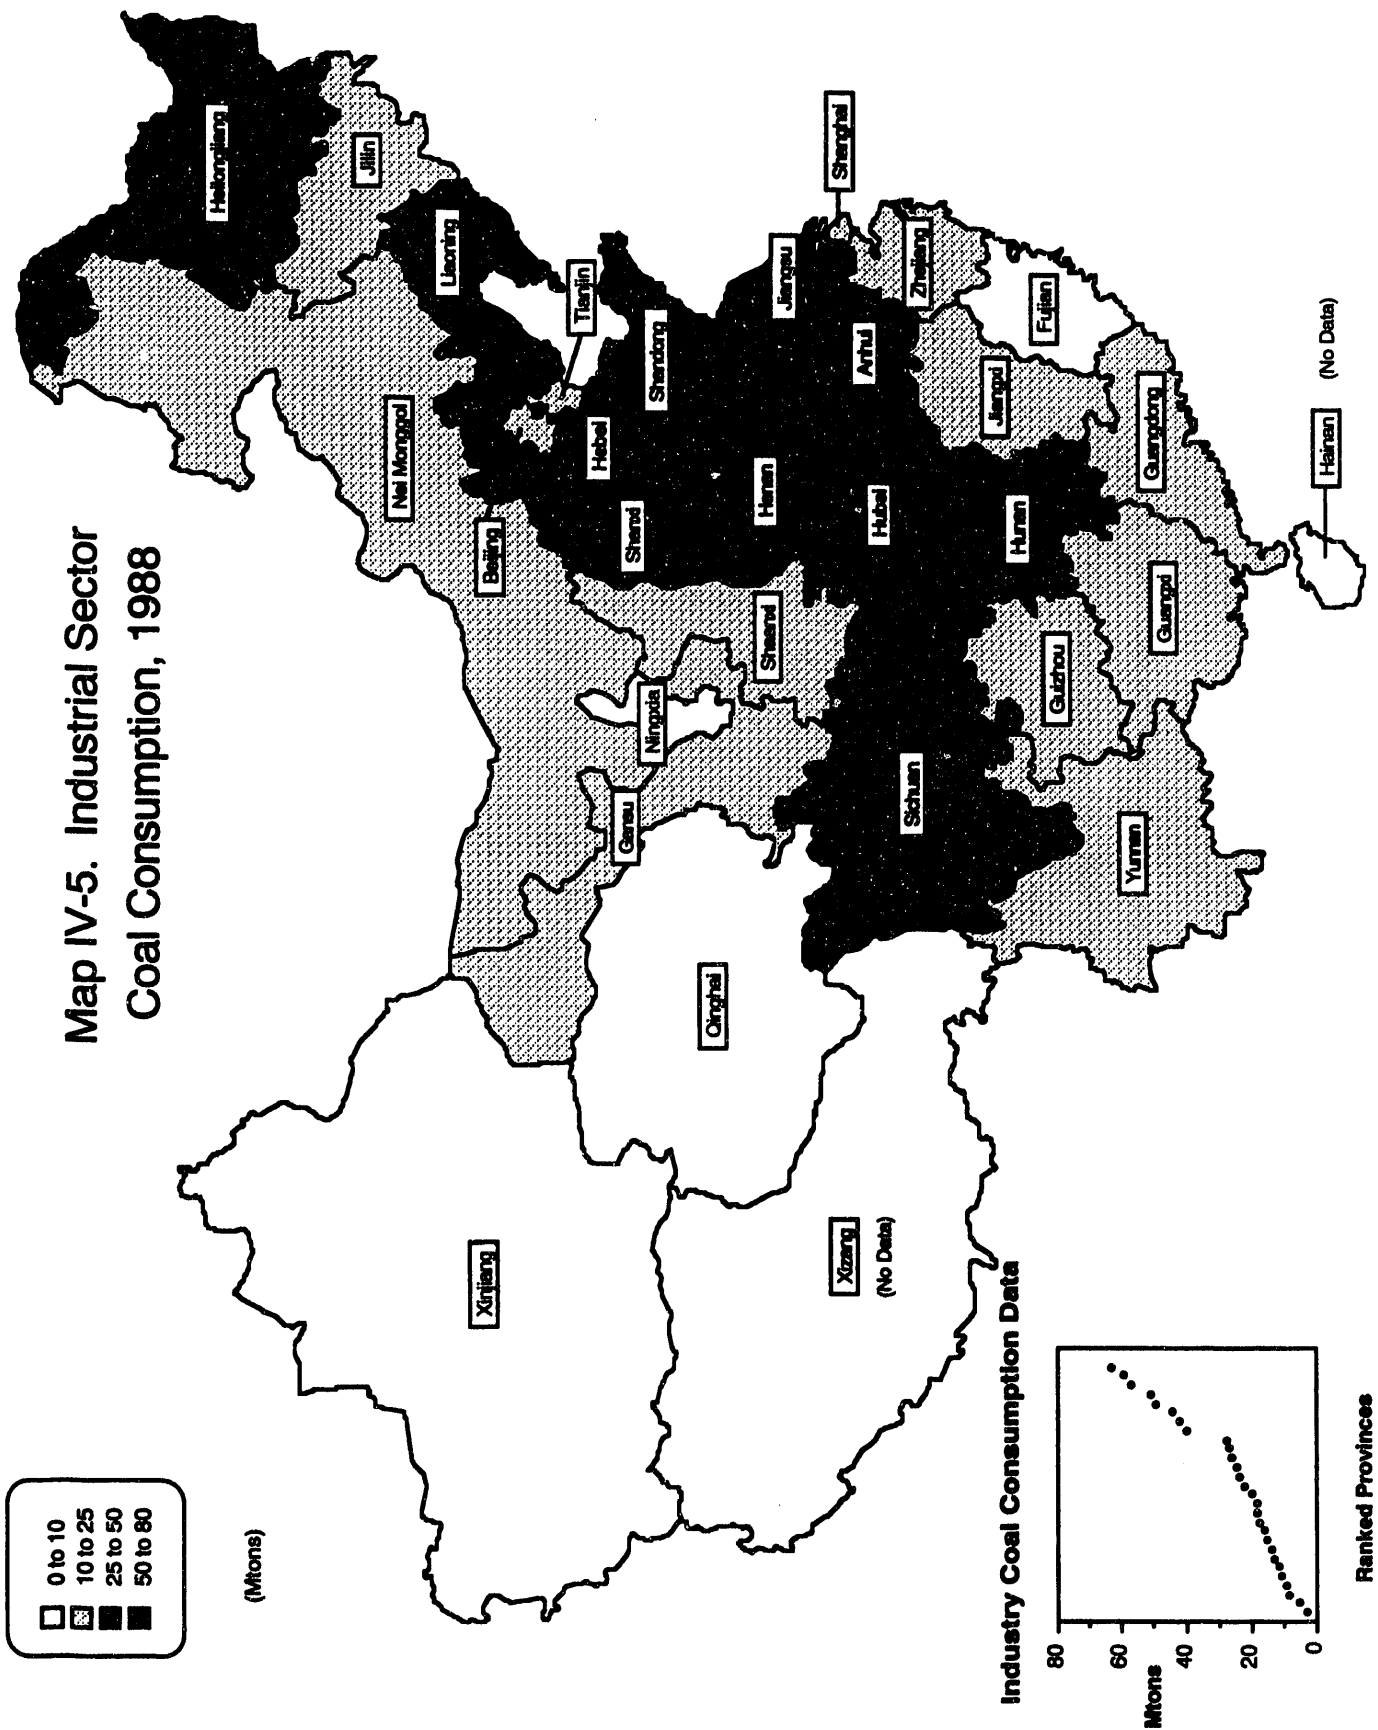 Map IV-5. Industrial Sector
Coal Consumption, 1988
0 to 10
10 to 25
25 to 50
50 to 80
(Mtons)
Heilongjiang
Jilin
Liaoning
Nei Monggol
Beijing
Tianjin
Hebei
Shanxi
Shandong
Xinjiang
Gansu
Ningxia
Shaanxi
Henan
Jiangsu
Shanghai
Qinghai
Anhui
Hubei
Zhejiang
Sichuan
Xizang
(No Data)
Jiangxi
Hunan
Fujian
Guizhou
Guangdong
Guangxi
Yunnan
Hainan
(No Data)
Industry Coal Consumption Data
80
60
40
20
0
Mtons
Ranked Provinces